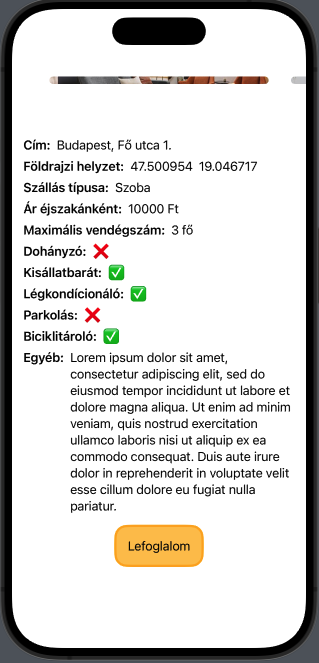 Cím: Budapest, Fő utca 1.
Földrajzi helyzet: 47.500954 19.046717
Szállás típusa: Szoba
Ár éjszakánként: 10000 Ft
Maximális vendégszám: 3 fő
Dohányzó: ❌
Kisállatbarát: ✅
Légkondícionáló: ✅
Parkolás: ❌
Biciklitároló: ✅
Egyéb: Lorem ipsum dolor sit amet,
consectetur adipiscing elit, sed do
eiusmod tempor incididunt ut labore et
dolore magna aliqua. Ut enim ad minim
veniam, quis nostrud exercitation
ullamco laboris nisi ut aliquip ex ea
commodo consequat. Duis aute irure
dolor in reprehenderit in voluptate velit
esse cillum dolore eu fugiat nulla
pariatur.
Lefoglalom